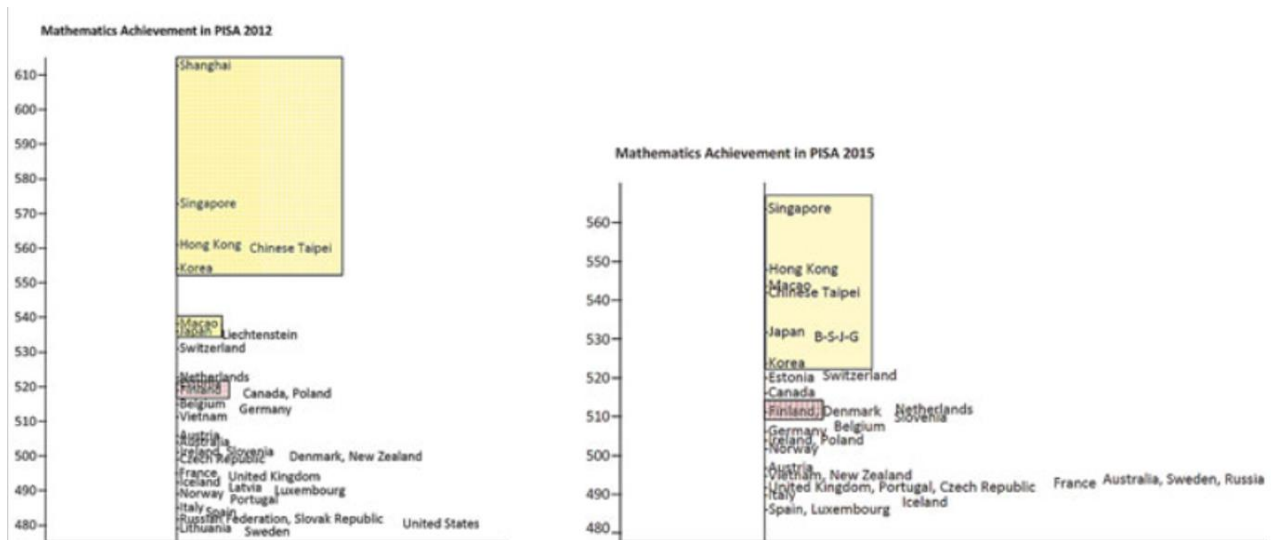 Mathematics Achievement in PISA 2012
610
Shanghai
600
590
580
Singapore
570
560
Hong Kong Chinese Taipei
Korea
550
540
Macao
Japan Liechtenstein
530
Switzerland
Netherlands
520
Finland Canada, Poland
Belgium Germany
510
Vietnam
Austria
Australia
Ireland, Slovenia
500
Czech Republic Denmark, New Zealand
France, United Kingdom
Iceland Latvia Luxembourg
490
Norway Portugal
Italy Spain
480
Russian Federation, Slovak Republic United States
Lithuania Sweden
Mathematics Achievement in PISA 2015
560
Singapore
550
Hong Kong
Macao
540
Chinese Taipei
530
Japan B-S-J-G
Korea
520
Estonia Switzerland
Canada
510
Finland, Denmark Netherlands
Slovenia
Germany Belgium
Ireland, Poland
500
Norway
Austria
Vietnam, New Zealand
United Kingdom, Portugal, Czech Republic France Australia, Sweden, Russia
490
Italy
Iceland
Spain, Luxembourg
480